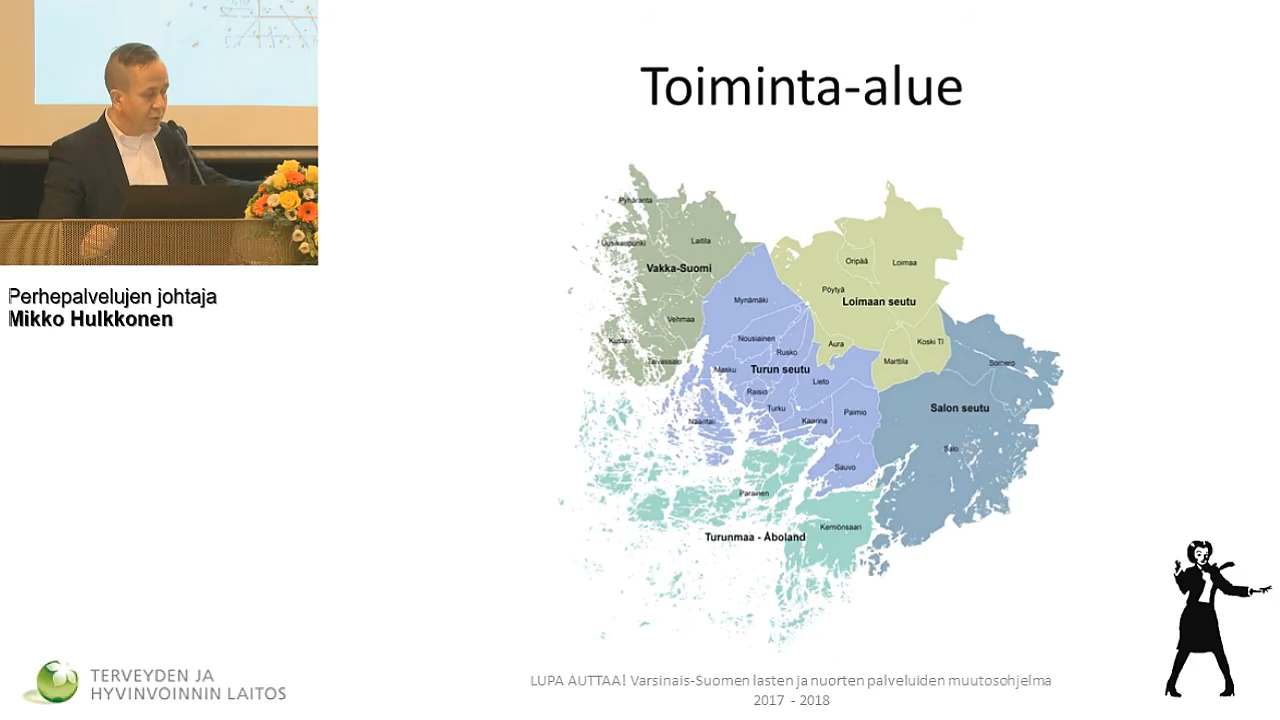 Toiminta-alue
Pyhäranta
Uusikaupunki
Laitila
Vakka-Suomi
Vehmaa
Kustavi
Taivassalo
Mynämäki
Nousiainen
Rusko
Masku
Turun seutu
Lieto
Raisio
Turku
Naantali
Kaarina
Paimio
Sauvo
Oripää
Loimaa
Pöytyä
Loimaan seutu
Aura
Koski Tl
Marttila
Somero
Salon seutu
Salo
Parainen
Kemiönsaari
Turunmaa - Åboland
Perhepalvelujen johtaja
Mikko Hulkkonen
TERVEYDEN JA
HYVINVOINNIN LAITOS
LUPA AUTTAA! Varsinais-Suomen lasten ja nuorten palveluiden muutosohjelma
2017 - 2018